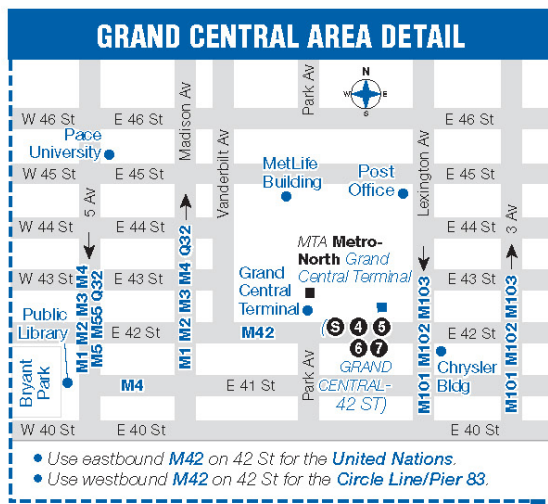 GRAND CENTRAL AREA DETAIL
N
W E
S
Park Av
Madison Av
W 46 St E 46 St E 46 St
Pace
University
Vanderbilt Av
Lexington Av
W 45 St E 45 St E 45 St
MetLife
Building
Post
Office
5 Av
3 Av
W 44 St E 44 St E 44 St
MTA Metro-
North Grand
Central Terminal
W 43 St E 43 St E 43 St
Grand
Central
Terminal
M1 M2 M3 M4
M5 M55 Q32
M1 M2 M3 M4 Q32
M101 M102 M103
M101 M102 M103
Public
Library
E 42 St M42 E 42 St
(S 4 5
6 7
GRAND
CENTRAL-
42 ST)
Chrysler
Bldg
Bryant
Park
M4 E 41 St
Park Av
W 40 St E 40 St E 40 St
• Use eastbound M42 on 42 St for the United Nations.
• Use westbound M42 on 42 St for the Circle Line/Pier 83.